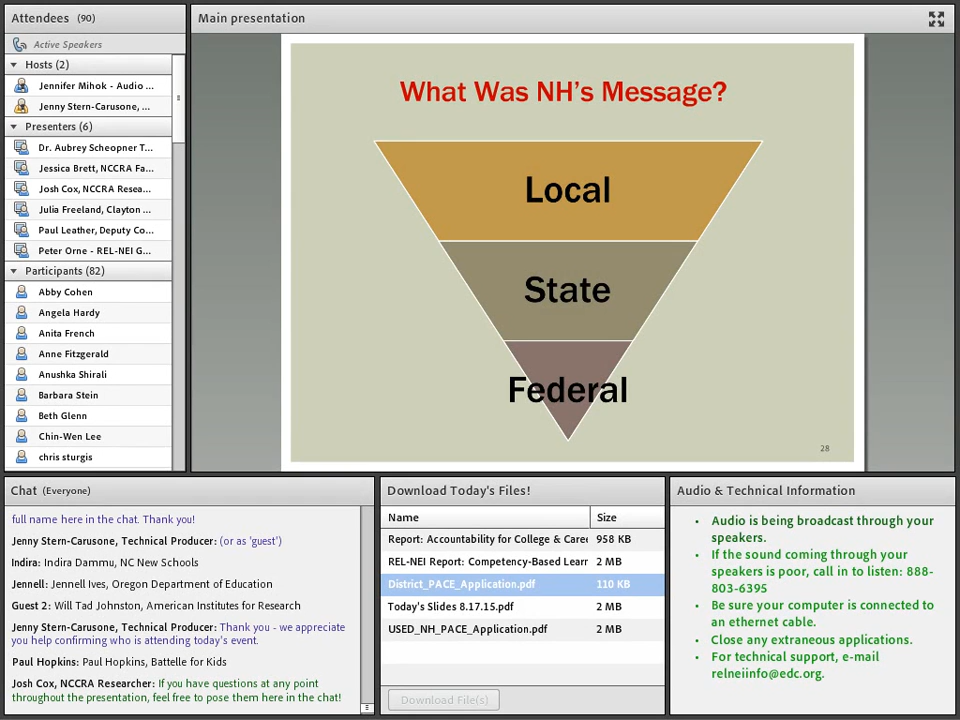 Attendees (90)
Active Speakers
Hosts (2)
Jennifer Mihok - Audio ...
Jenny Stern-Carusone, ...
Presenters (6)
Dr. Aubrey Scheopner T...
Jessica Brett, NCCRA Fa...
Josh Cox, NCCRA Resea...
Julia Freeland, Clayton ...
Paul Leather, Deputy Co...
Peter Orne - REL-NEI G...
Participants (82)
Abby Cohen
Angela Hardy
Anita French
Anne Fitzgerald
Anushka Shirali
Barbara Stein
Beth Glenn
Chin-Wen Lee
chris sturgis
Main presentation
What Was NH's Message?
Local
State
Federal
28
Chat (Everyone)
full name here in the chat. Thank you!
Jenny Stern-Carusone, Technical Producer: (or as 'guest')
Indira: Indira Dammu, NC New Schools
Jennell: Jennell Ives, Oregon Department of Education
Guest 2: Will Tad Johnston, American Institutes for Research
Jenny Stern-Carusone, Technical Producer: Thank you - we appreciate
you help confirming who is attending today's event.
Paul Hopkins: Paul Hopkins, Battelle for Kids
Josh Cox, NCCRA Researcher: If you have questions at any point
throughout the presentation, feel free to pose them here in the chat!
Download Today's Files!
Name Size
Report: Accountability for College & Caree 958 KB
REL-NEI Report: Competency-Based Learr 2 MB
District_PACE_Application.pdf 110 KB
Today's Slides 8.17.15.pdf 2 MB
USED_NH_PACE_Application.pdf 2 MB
Download File(s)
Audio & Technical Information
• Audio is being broadcast through your
speakers.
• If the sound coming through your
speakers is poor, call in to listen: 888-
803-6395
• Be sure your computer is connected to
an ethernet cable.
• Close any extraneous applications.
• For technical support, e-mail
relneiinfo@edc.org.